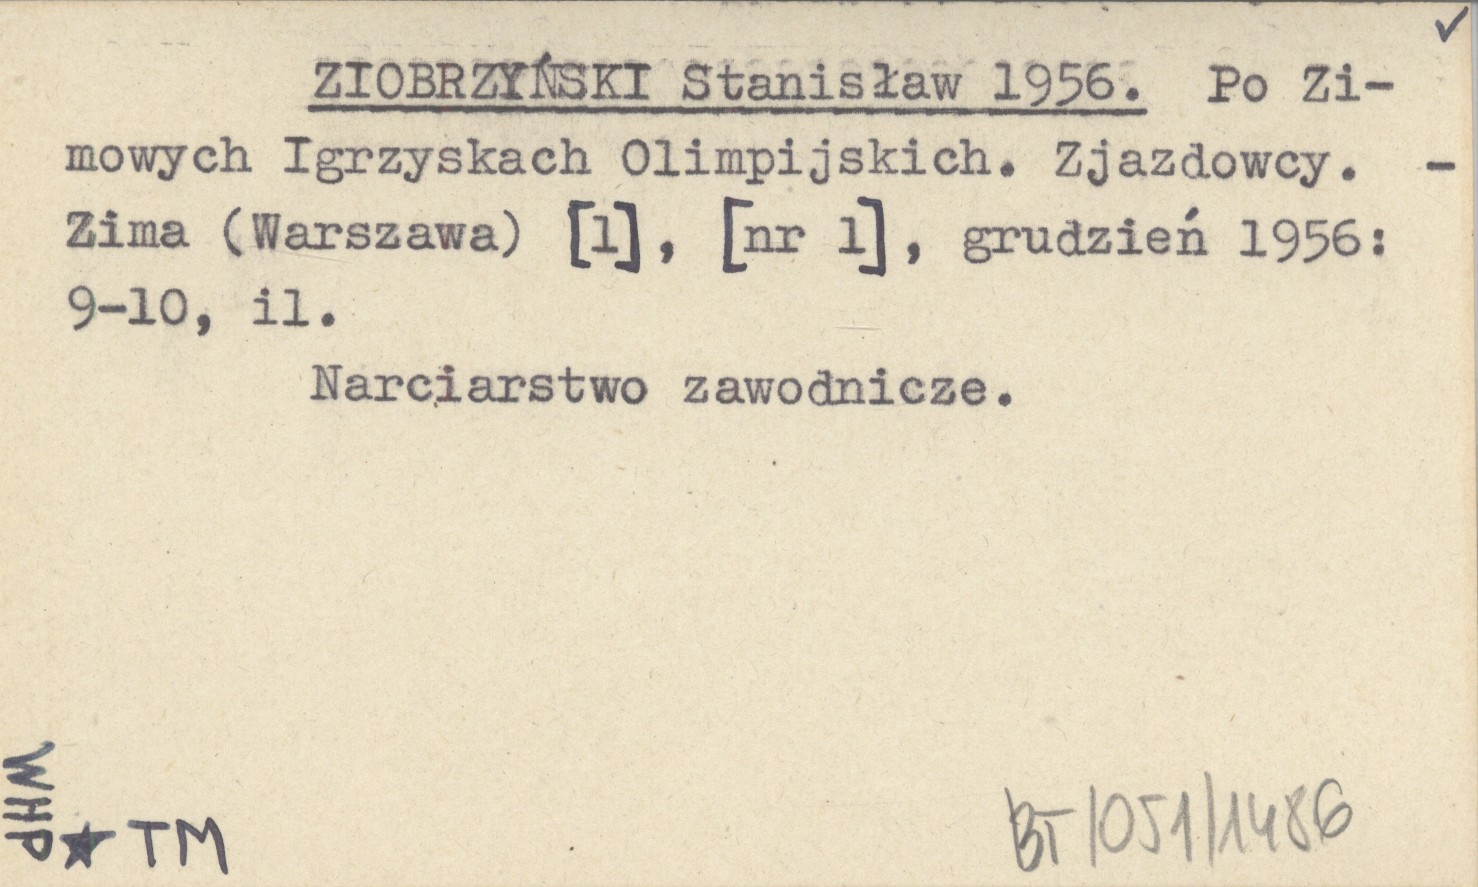 ZIOBRZYŃSKI Stanisław 1956. Po Zi-
mowych Igrzyskach Olimpijskich. Zjazdowcy. -
Zima (Warszawa) [1], [nr 1], grudzień 1956:
9-10, il.
Narciarstwo zawodnicze.
WHP ★ TM
BT/051/1486